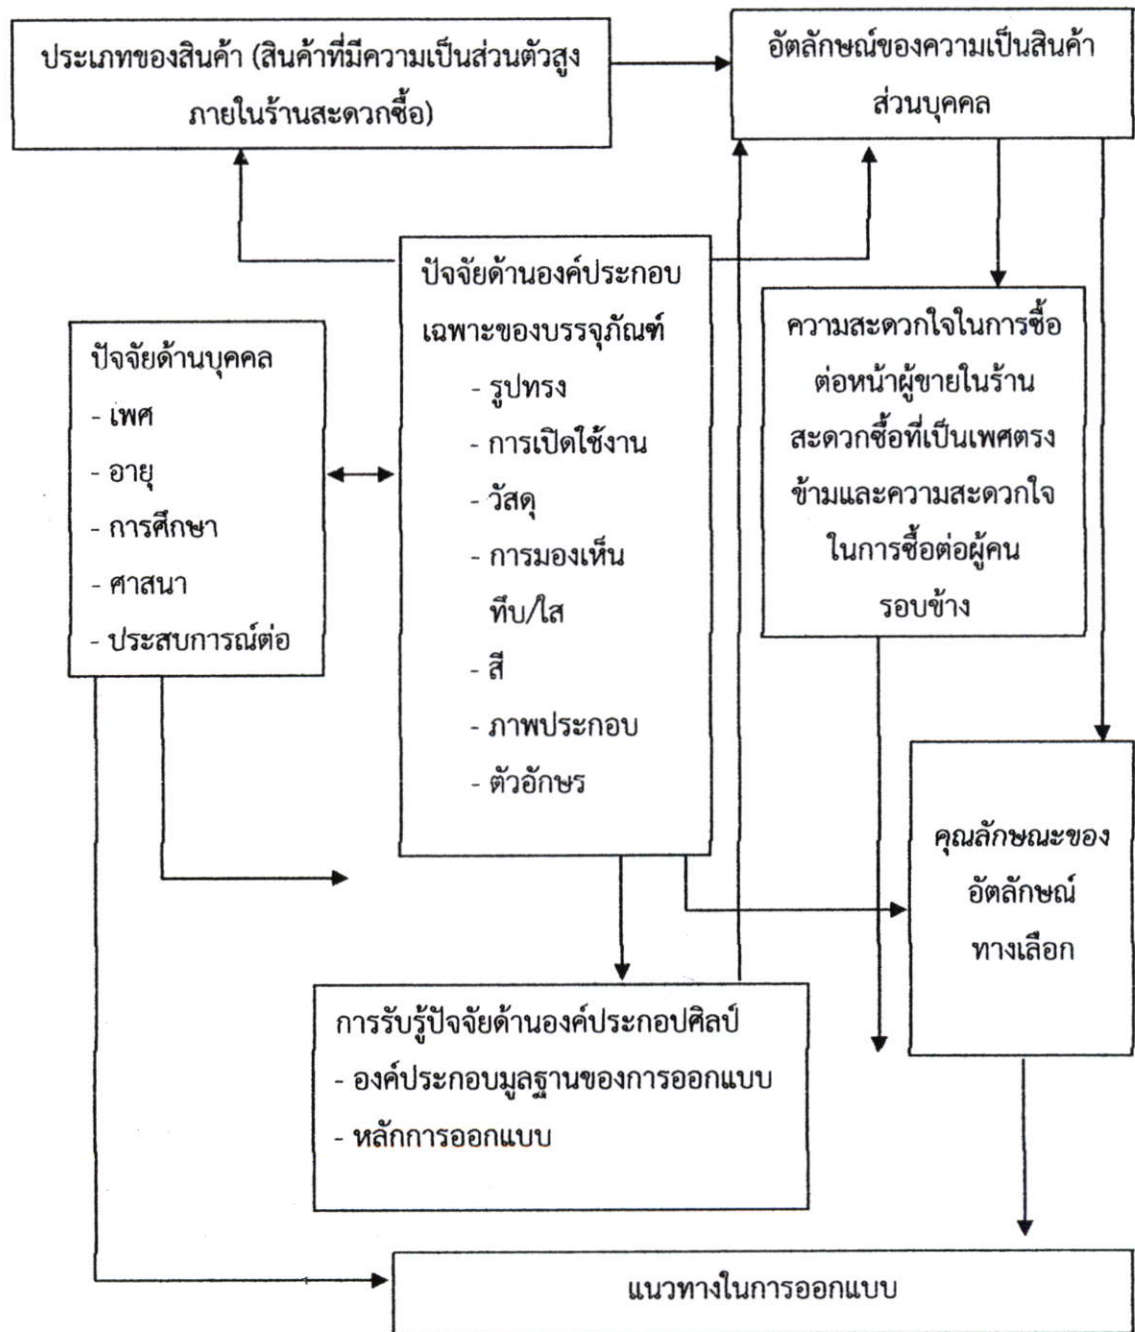 ประเภทของสินค้า (สินค้าที่มีความเป็นส่วนตัวสูง
ภายในร้านสะดวกซื้อ)
อัตลักษณ์ของความเป็นสินค้า
ส่วนบุคคล
ปัจจัยด้านองค์ประกอบ
เฉพาะของบรรจุภัณฑ์
- รูปทรง
- การเปิดใช้งาน
- วัสดุ
- การมองเห็น
ทึบ/ใส
- สี
- ภาพประกอบ
- ตัวอักษร
ปัจจัยด้านบุคคล
- เพศ
- อายุ
- การศึกษา
- ศาสนา
- ประสบการณ์ต่อ
ความสะดวกใจในการซื้อ
ต่อหน้าผู้ขายในร้าน
สะดวกซื้อที่เป็นเพศตรง
ข้ามและความสะดวกใจ
ในการซื้อต่อผู้คน
รอบข้าง
คุณลักษณะของ
อัตลักษณ์
ทางเลือก
การรับรู้ปัจจัยด้านองค์ประกอปศิลป์
- องค์ประกอบมูลฐานของการออกแบบ
- หลักการออกแบบ
แนวทางในการออกแบบ